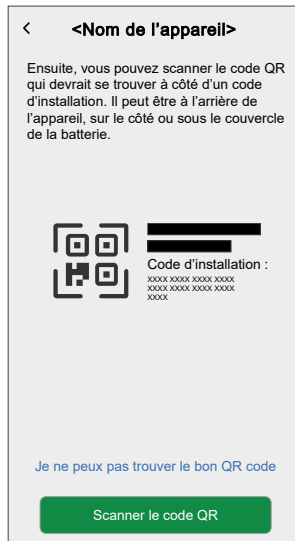 <Nom de l'appareil>
Ensuite, vous pouvez scanner le code QR
qui devrait se trouver à côté d'un code
d'installation. Il peut être à l'arrière de
l'appareil, sur le côté ou sous le couvercle
de la batterie.
Code d'installation :
xxxx xxxx xxxx xxxx
xxxx xxxx xxxx xxxx
xxxx
Je ne peux pas trouver le bon QR code
Scanner le code QR